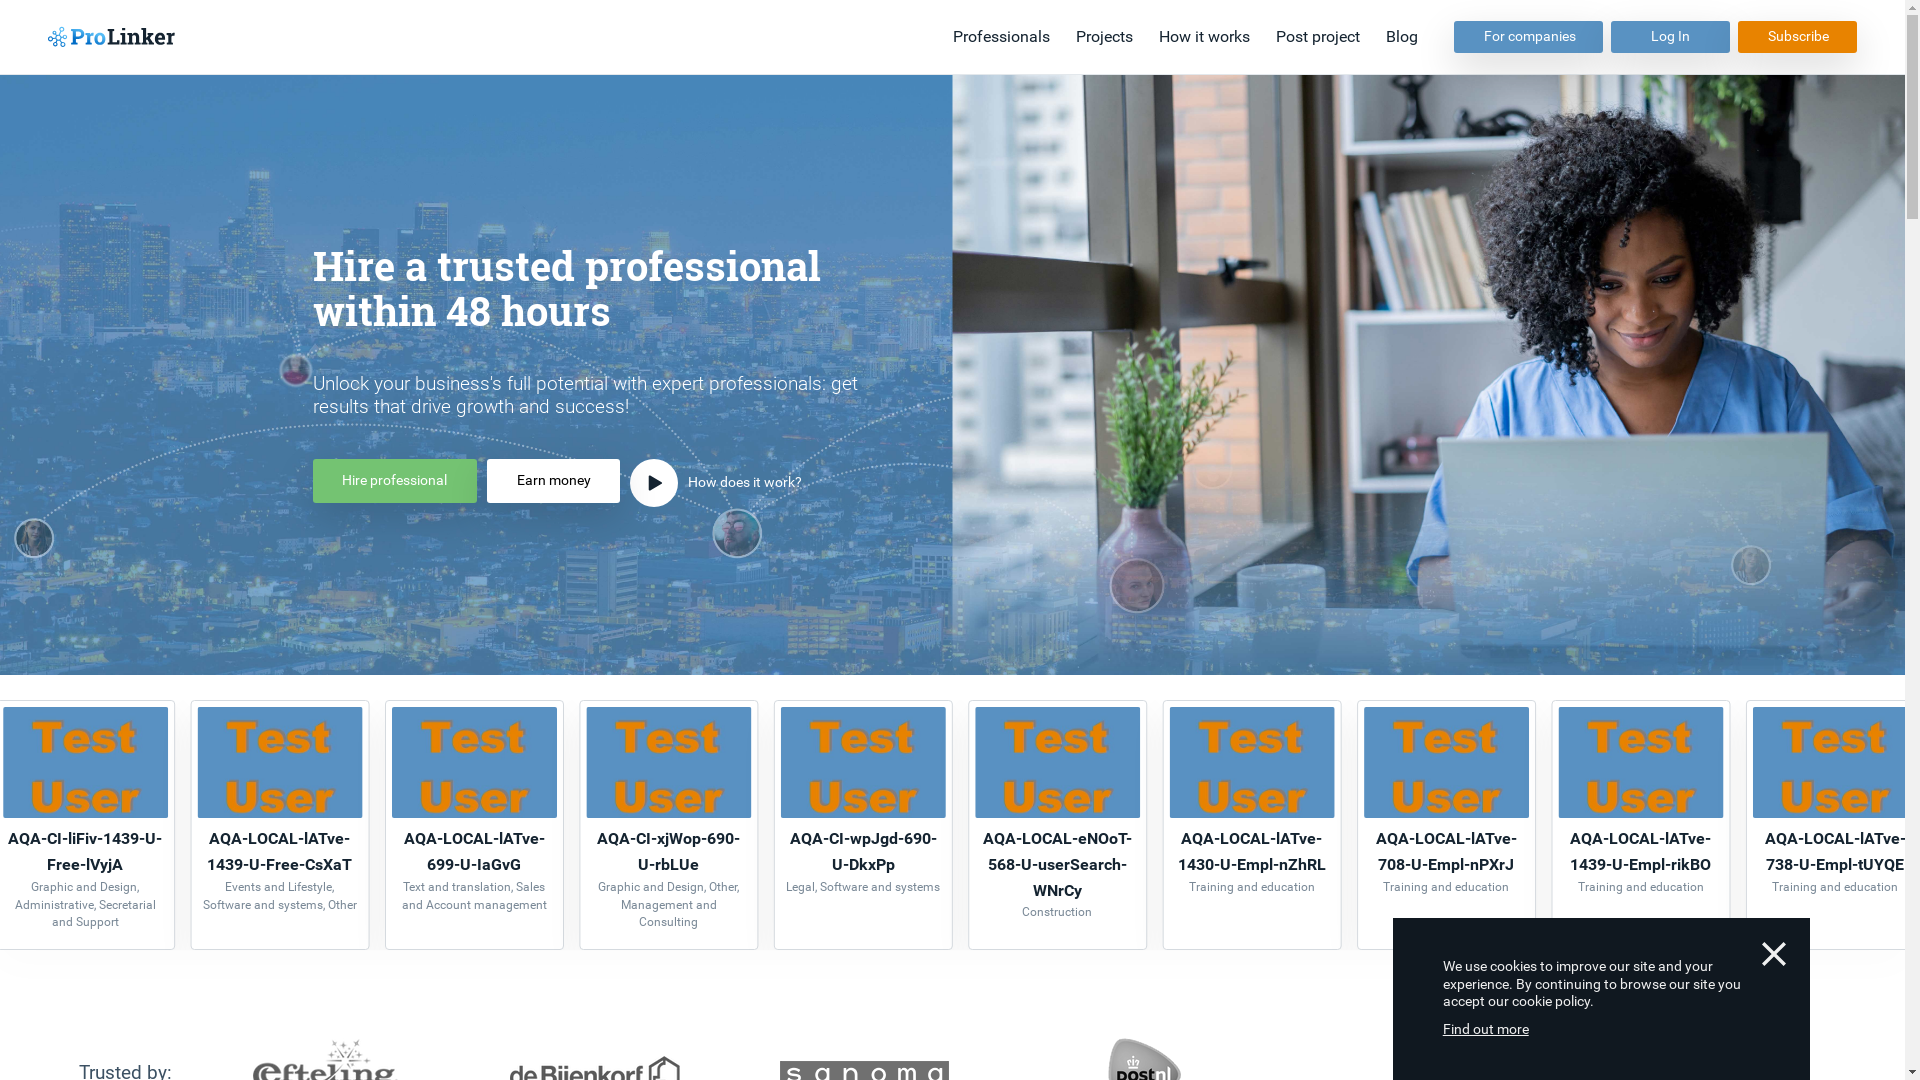 ProLinker
Professionals
Projects
How it works
Post project
Blog
For companies
Log In
Subscribe
Hire a trusted professional
within 48 hours
Unlock your business's full potential with expert professionals: get
results that drive growth and success!
Hire professional
Earn money
How does it work?
Test
User
AQA-CI-liFiv-1439-U-
Free-lVyjA
Graphic and Design,
Administrative, Secretarial
and Support
Test
User
AQA-LOCAL-lATve-
1439-U-Free-CsXaT
Events and Lifestyle,
Software and systems, Other
Test
User
AQA-LOCAL-lATve-
699-U-IaGvG
Text and translation, Sales
and Account management
Test
User
AQA-CI-xjWop-690-
U-rbLUe
Graphic and Design, Other,
Management and
Consulting
Test
User
AQA-CI-wpJgd-690-
U-DkxPp
Legal, Software and systems
Test
User
AQA-LOCAL-eNOoT-
568-U-userSearch-
WNrCy
Construction
Test
User
AQA-LOCAL-lATve-
1430-U-Empl-nZhRL
Training and education
Test
User
AQA-LOCAL-lATve-
708-U-Empl-nPXrJ
Training and education
Test
User
AQA-LOCAL-lATve-
1439-U-Empl-rikBO
Training and education
Test
User
AQA-LOCAL-lATve-
738-U-Empl-tUYQE
Training and education
We use cookies to improve our site and your
experience. By continuing to browse our site you
accept our cookie policy.
Find out more
Trusted by:
efteling
de Bijenkorf
sanoma
postnl